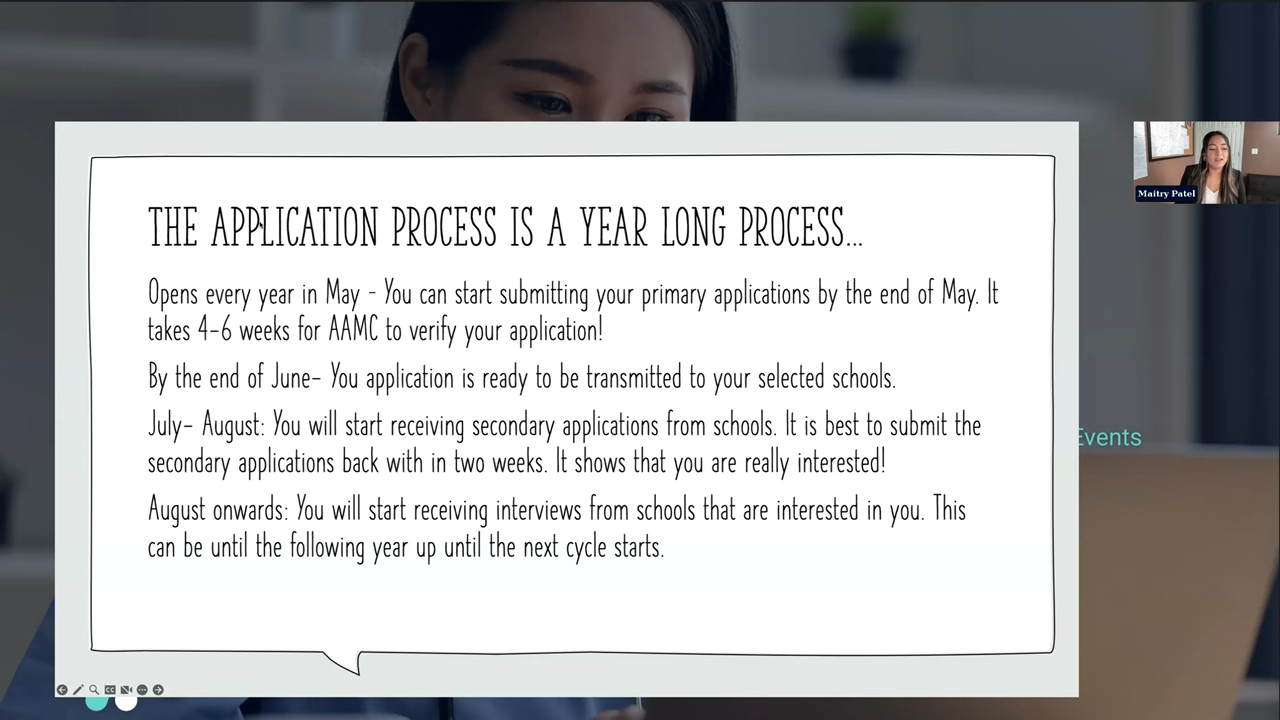 THE APPLICATION PROCESS IS A YEAR LONG PROCESS...
Opens every year in May - You can start submitting your primary applications by the end of May. It
takes 4-6 weeks for AAMC to verify your application!
By the end of June- You application is ready to be transmitted to your selected schools.
July- August: You will start receiving secondary applications from schools. It is best to submit the
secondary applications back with in two weeks. It shows that you are really interested!
August onwards: You will start receiving interviews from schools that are interested in you. This
can be until the following year up until the next cycle starts.
Maitry Patel
Events